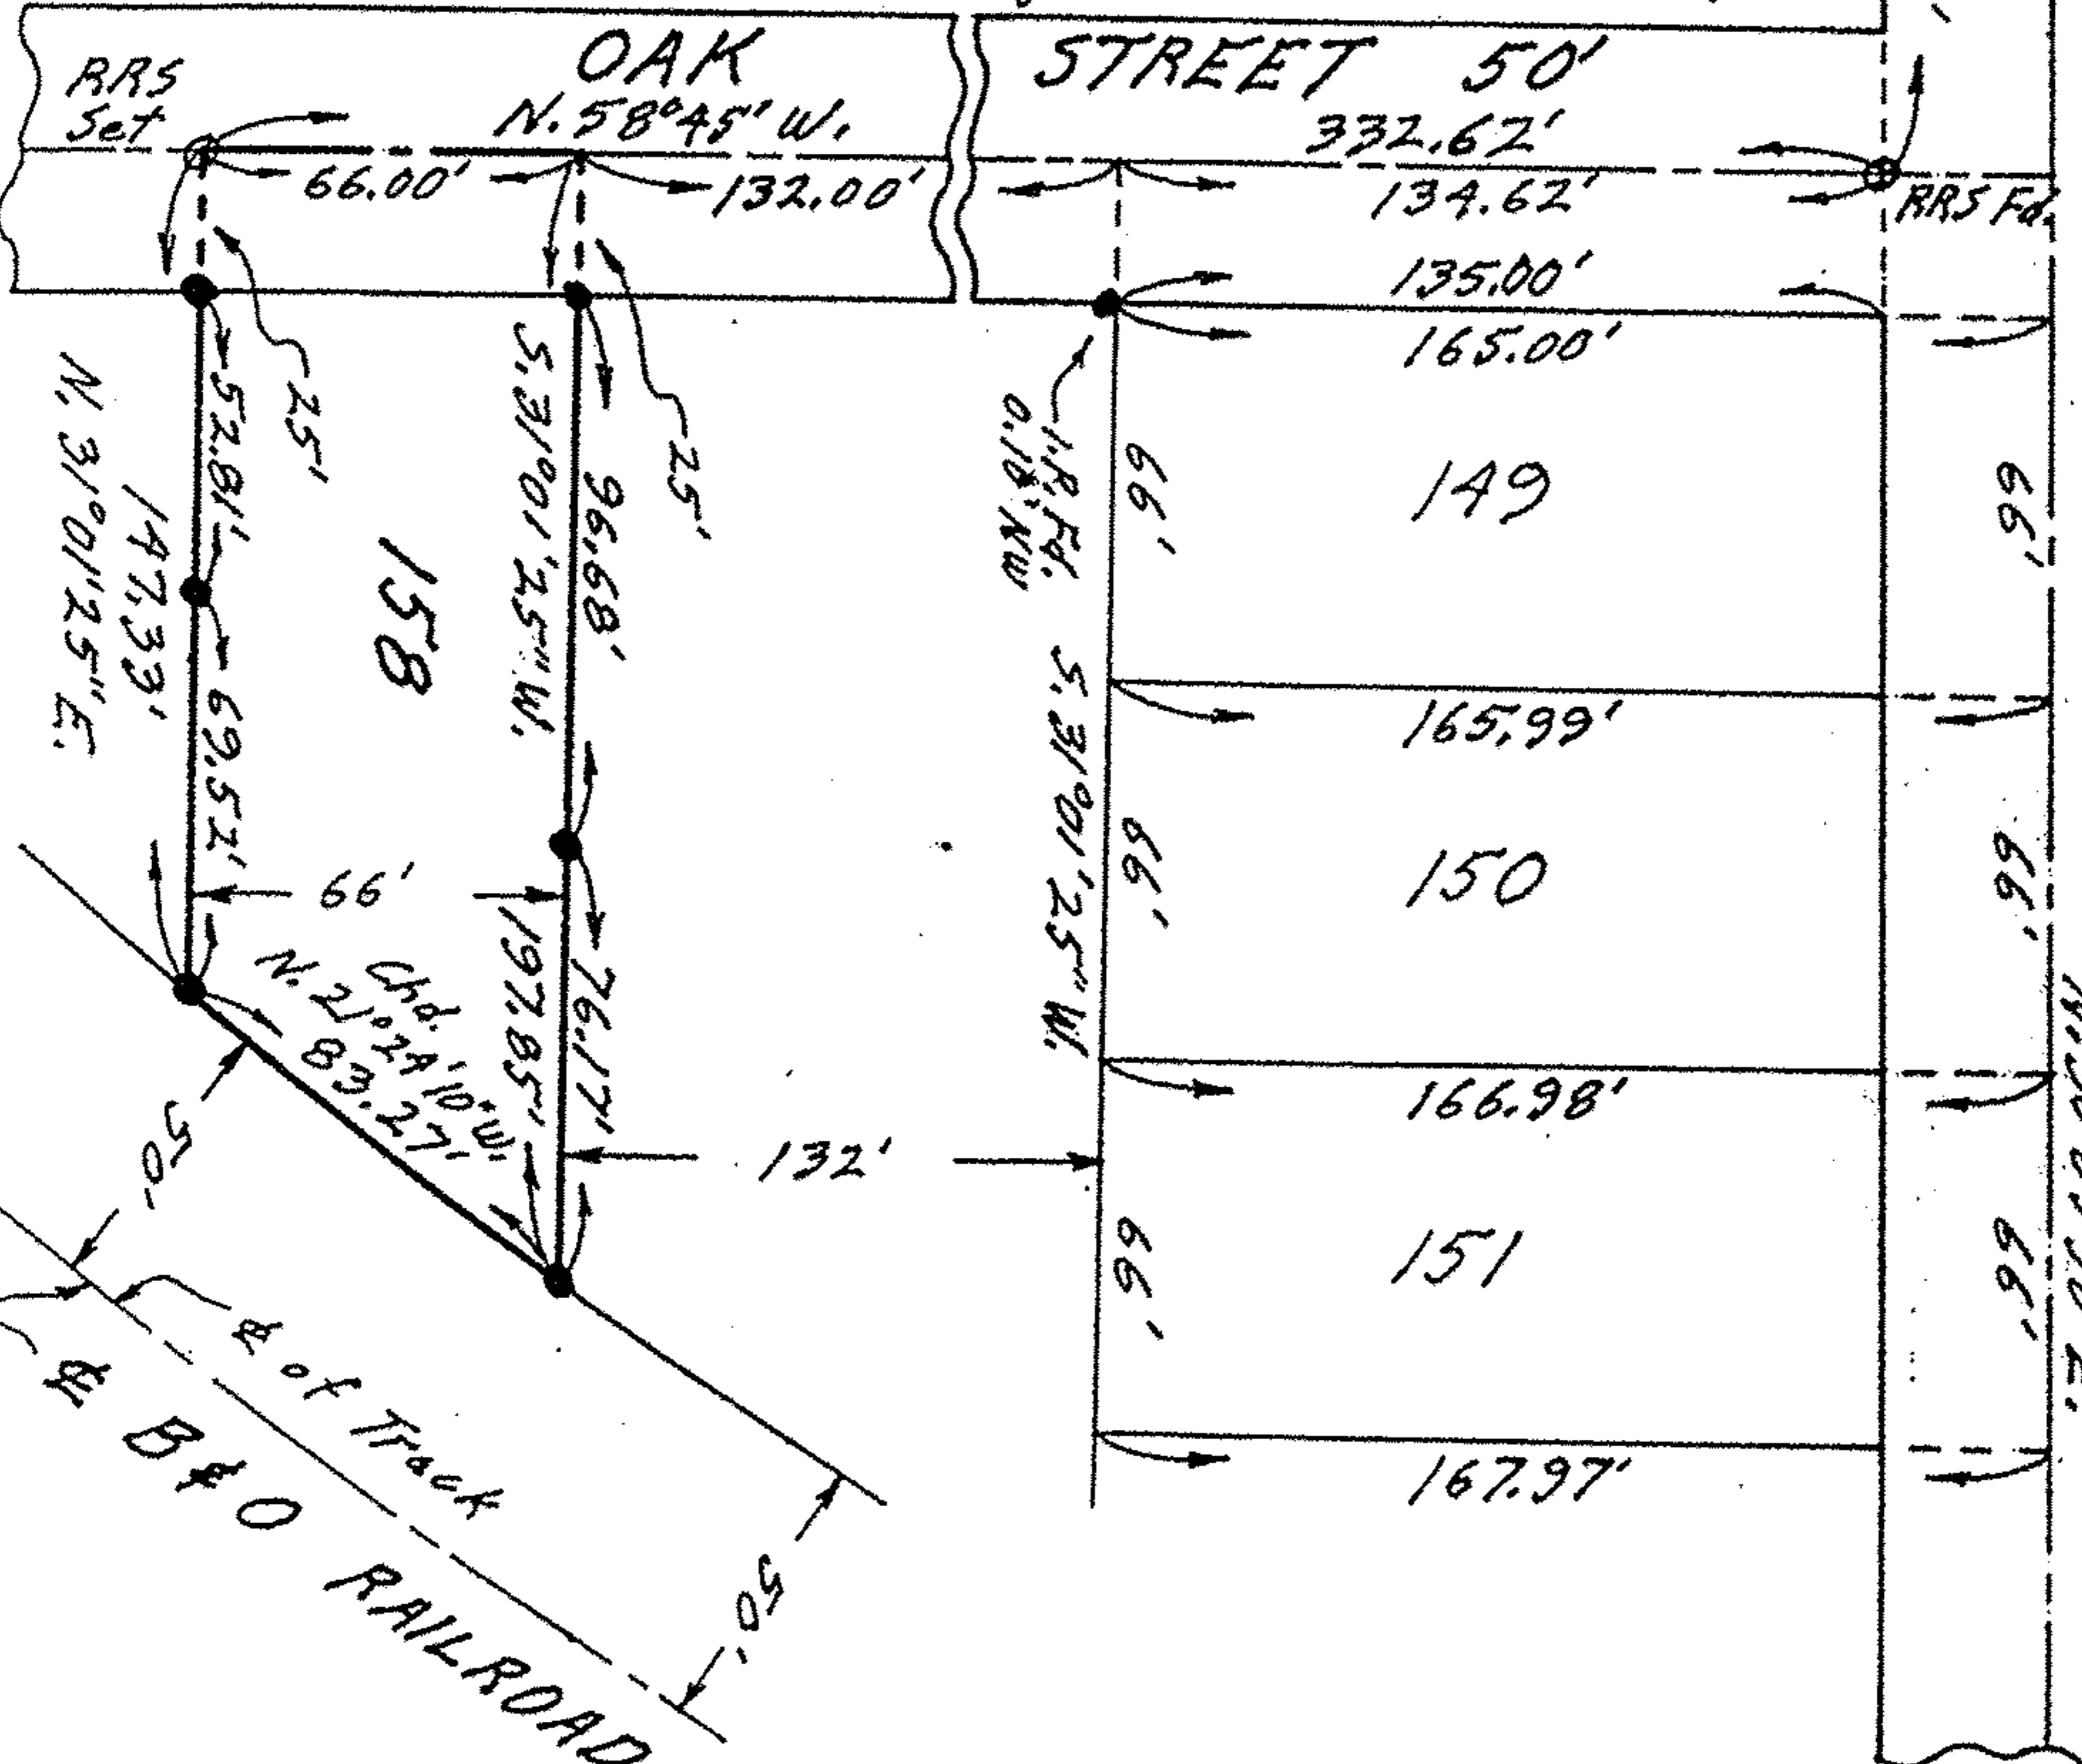 OAK STREET 50'
RRS
Set
N. 58°45' W.
332.62'
66.00'
132.00'
134.62'
RRS Fd.
135.00'
165.00'
25'
25'
52.81'
N. 31°01'25" E.
147.33'
69.52'
158
S. 31°01'25" W.
96.68'
I.P. Fd.
0.10' NW
66'
149
66'
S. 31°01'25" W.
165.99'
66'
150
66'
66'
Chd.
N. 21°24'10" W.
83.27'
197.85'
76.17'
132'
166.98'
66'
151
66'
167.97'
50'
℄ of Track
℄ B & O RAILROAD
50'